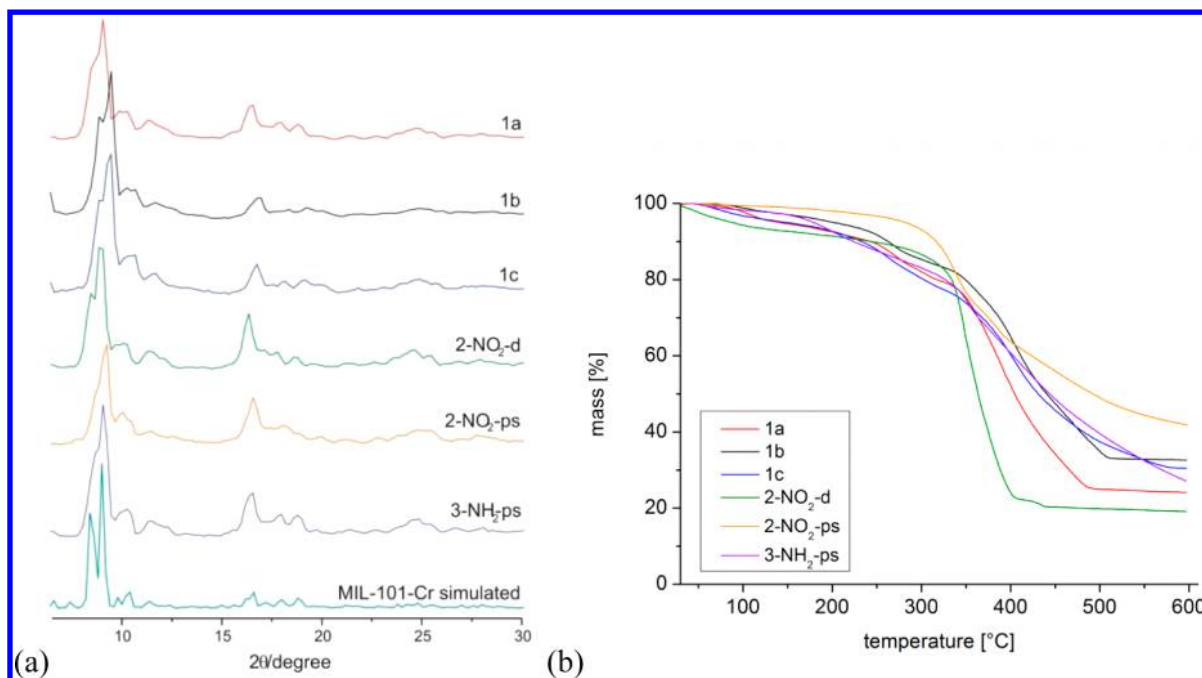 1a
1b
1c
2-NO₂-d
2-NO₂-ps
3-NH₂-ps
MIL-101-Cr simulated
10
15
20
25
30
2θ/degree
(a)
100
80
60
40
20
0
mass [%]
1a
1b
1c
2-NO₂-d
2-NO₂-ps
3-NH₂-ps
100
200
300
400
500
600
temperature [°C]
(b)